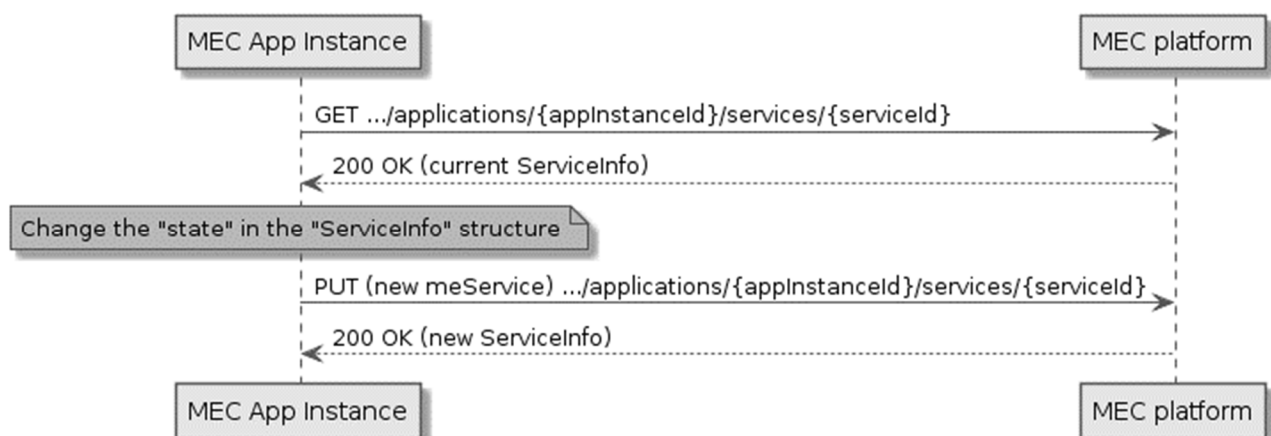 MEC App Instance
MEC platform
GET .../applications/{appInstanceId}/services/{serviceId}
200 OK (current ServiceInfo)
Change the "state" in the "ServiceInfo" structure
PUT (new meService) .../applications/{appInstanceId}/services/{serviceId}
200 OK (new ServiceInfo)
MEC App Instance
MEC platform